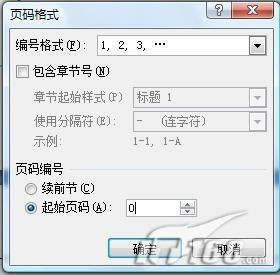 页码格式
编号格式(F): 1, 2, 3, …
包含章节号(N)
章节起始样式(P) 标题 1
使用分隔符(E): - (连字符)
示例: 1-1, 1-A
页码编号
续前节(C)
起始页码(A): 0
确定 取消